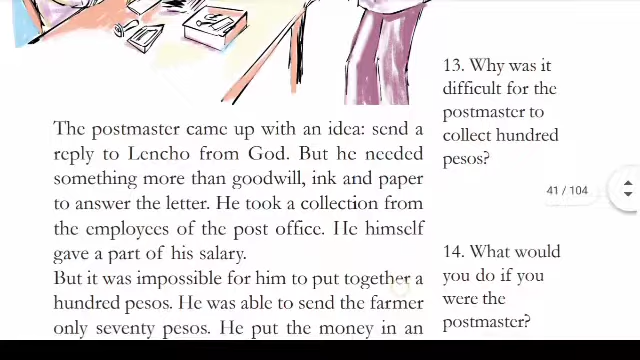 The postmaster came up with an idea: send a
reply to Lencho from God. But he needed
something more than goodwill, ink and paper
to answer the letter. He took a collection from
the employees of the post office. He himself
gave a part of his salary.
But it was impossible for him to put together a
hundred pesos. He was able to send the farmer
only seventy pesos. He put the money in an
13. Why was it
difficult for the
postmaster to
collect hundred
pesos?
41 / 104
14. What would
you do if you
were the
postmaster?